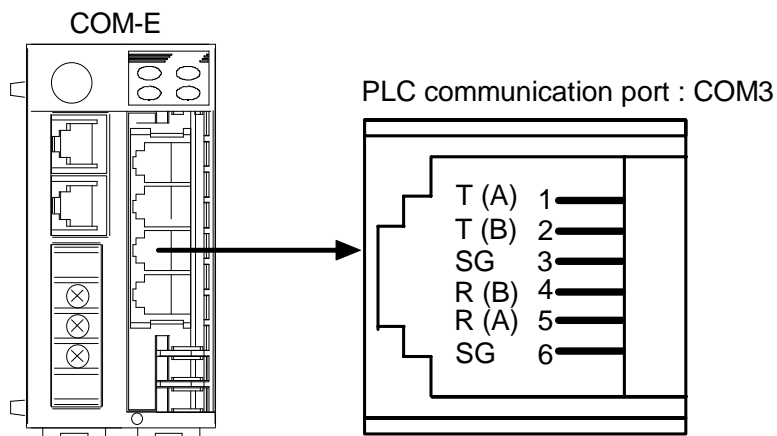 COM-E
PLC communication port : COM3
T (A) 1
T (B) 2
SG 3
R (B) 4
R (A) 5
SG 6